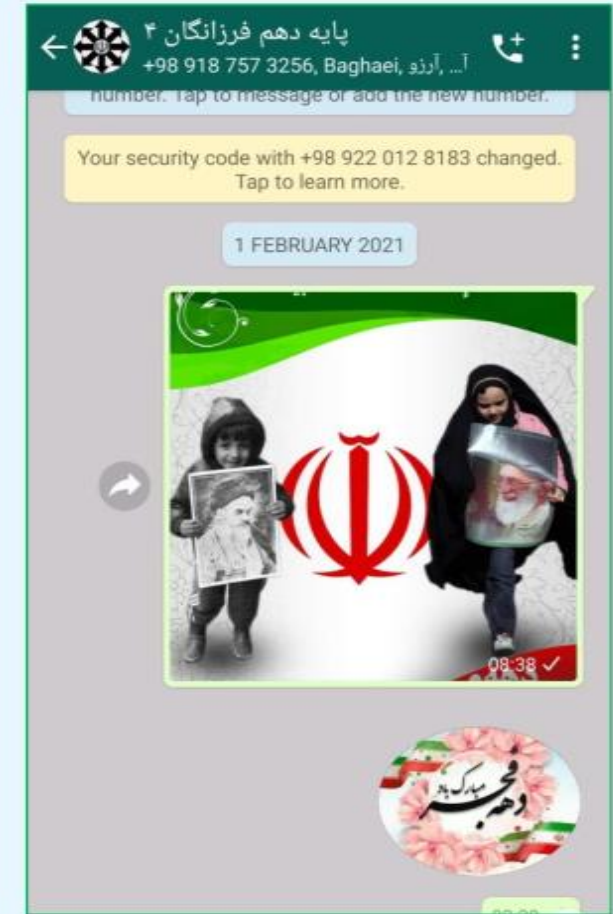 پایه دهم فرزانگان ۴
+98 918 757 3256, Baghaei, آرزو, آ...
number. Tap to message or add the new number.
Your security code with +98 922 012 8183 changed.
Tap to learn more.
1 FEBRUARY 2021
08:38
دهه فجر مبارک باد